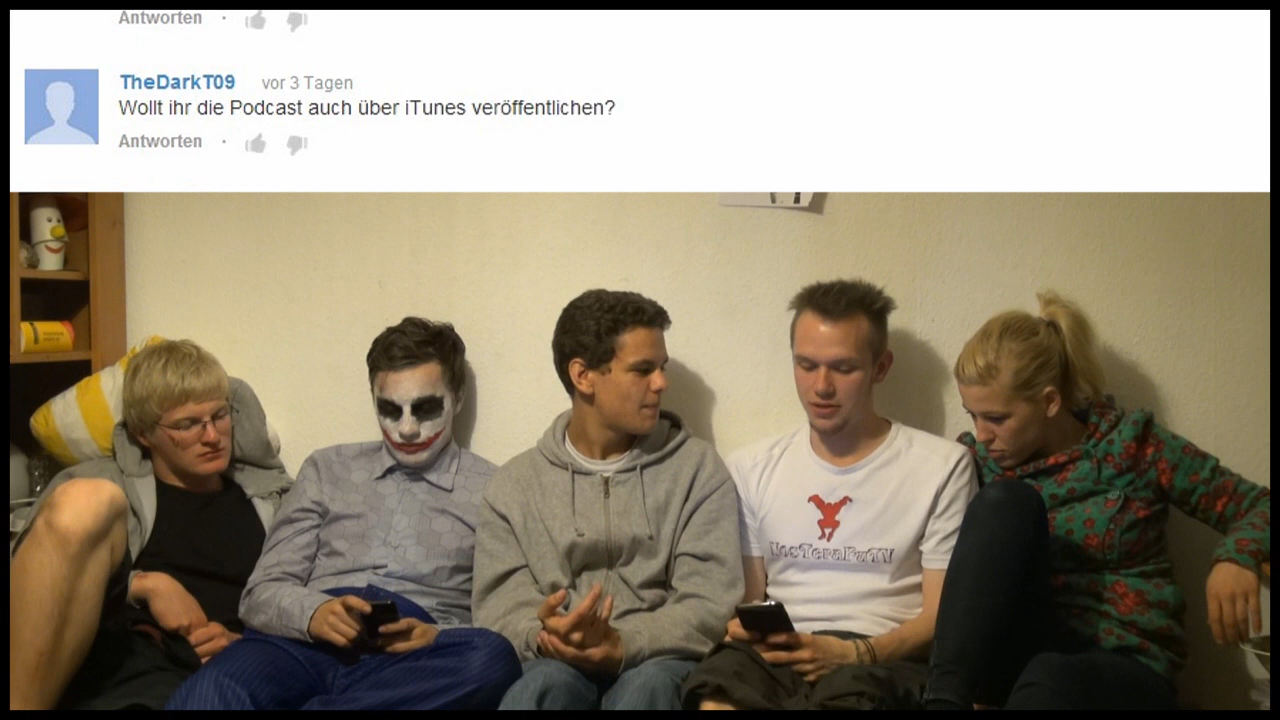 Antworten ·
TheDarkT09 vor 3 Tagen
Wollt ihr die Podcast auch über iTunes veröffentlichen?
Antworten ·